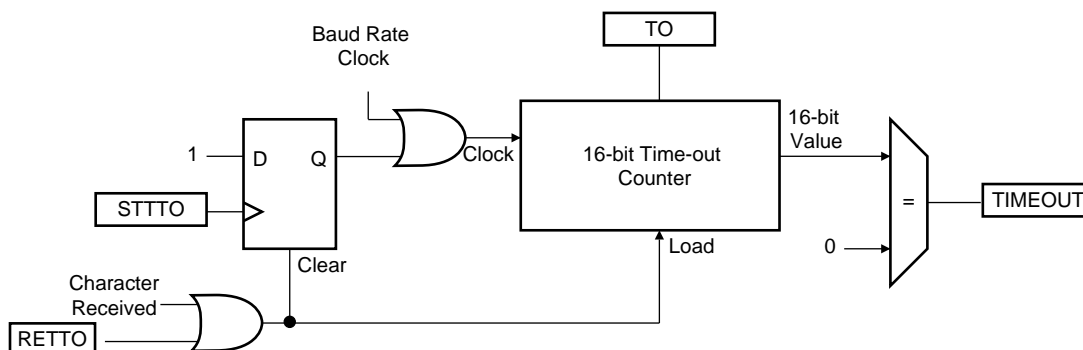 TO
Baud Rate
Clock
16-bit
Value
1
D
Q
Clock
16-bit Time-out
Counter
STTTO
=
TIMEOUT
Clear
Load
0
Character
Received
RETTO